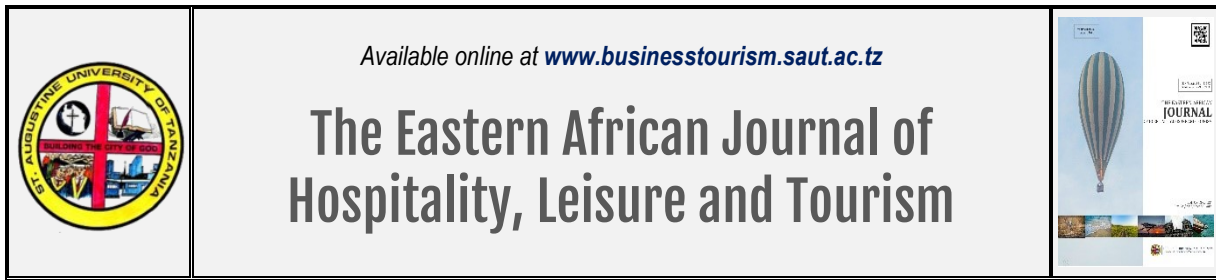 ST. AUGUSTINE UNIVERSITY OF TANZANIA
BUILDING THE CITY OF GOD
Available online at www.businesstourism.saut.ac.tz
The Eastern African Journal of
Hospitality, Leisure and Tourism
JOURNAL